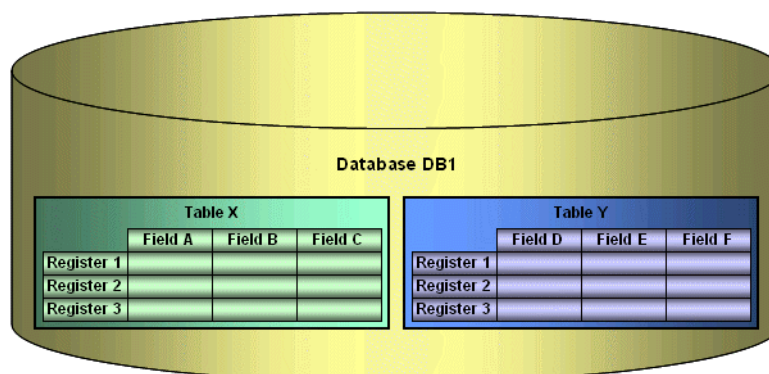 Database DB1
Table X
Field A Field B Field C
Register 1
Register 2
Register 3
Table Y
Field D Field E Field F
Register 1
Register 2
Register 3